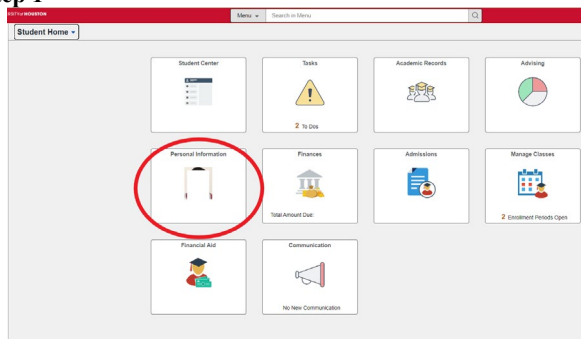 ep 1
SITY of HOUSTON
Menu
Search in Menu
Student Home
Student Center
Tasks
Academic Records
Advising
2 To Dos
Personal Information
Finances
Admissions
Manage Classes
Total Amount Due:
2 Enrollment Periods Open
Financial Aid
Communication
No New Communication